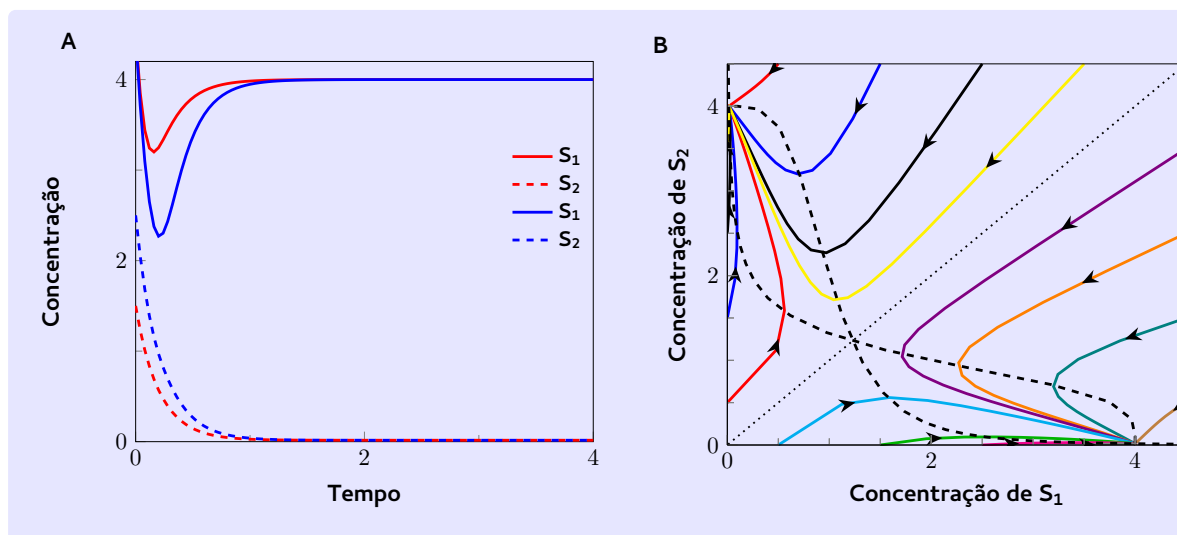 A
4
2
0
0
2
4
Concentração
Tempo
S₁
S₂
S₁
S₂
B
4
2
0
0
2
4
Concentração de S₂
Concentração de S₁